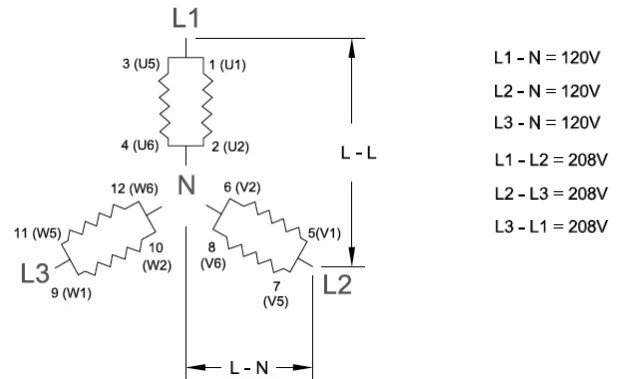 L1
3 (U5)
1 (U1)
4 (U6)
2 (U2)
L - L
N
12 (W6)
6 (V2)
11 (W5)
5(V1)
10
(W2)
8
(V6)
L3
9 (W1)
7
(V5)
L2
L - N
L1 - N = 120V
L2 - N = 120V
L3 - N = 120V
L1 - L2 = 208V
L2 - L3 = 208V
L3 - L1 = 208V